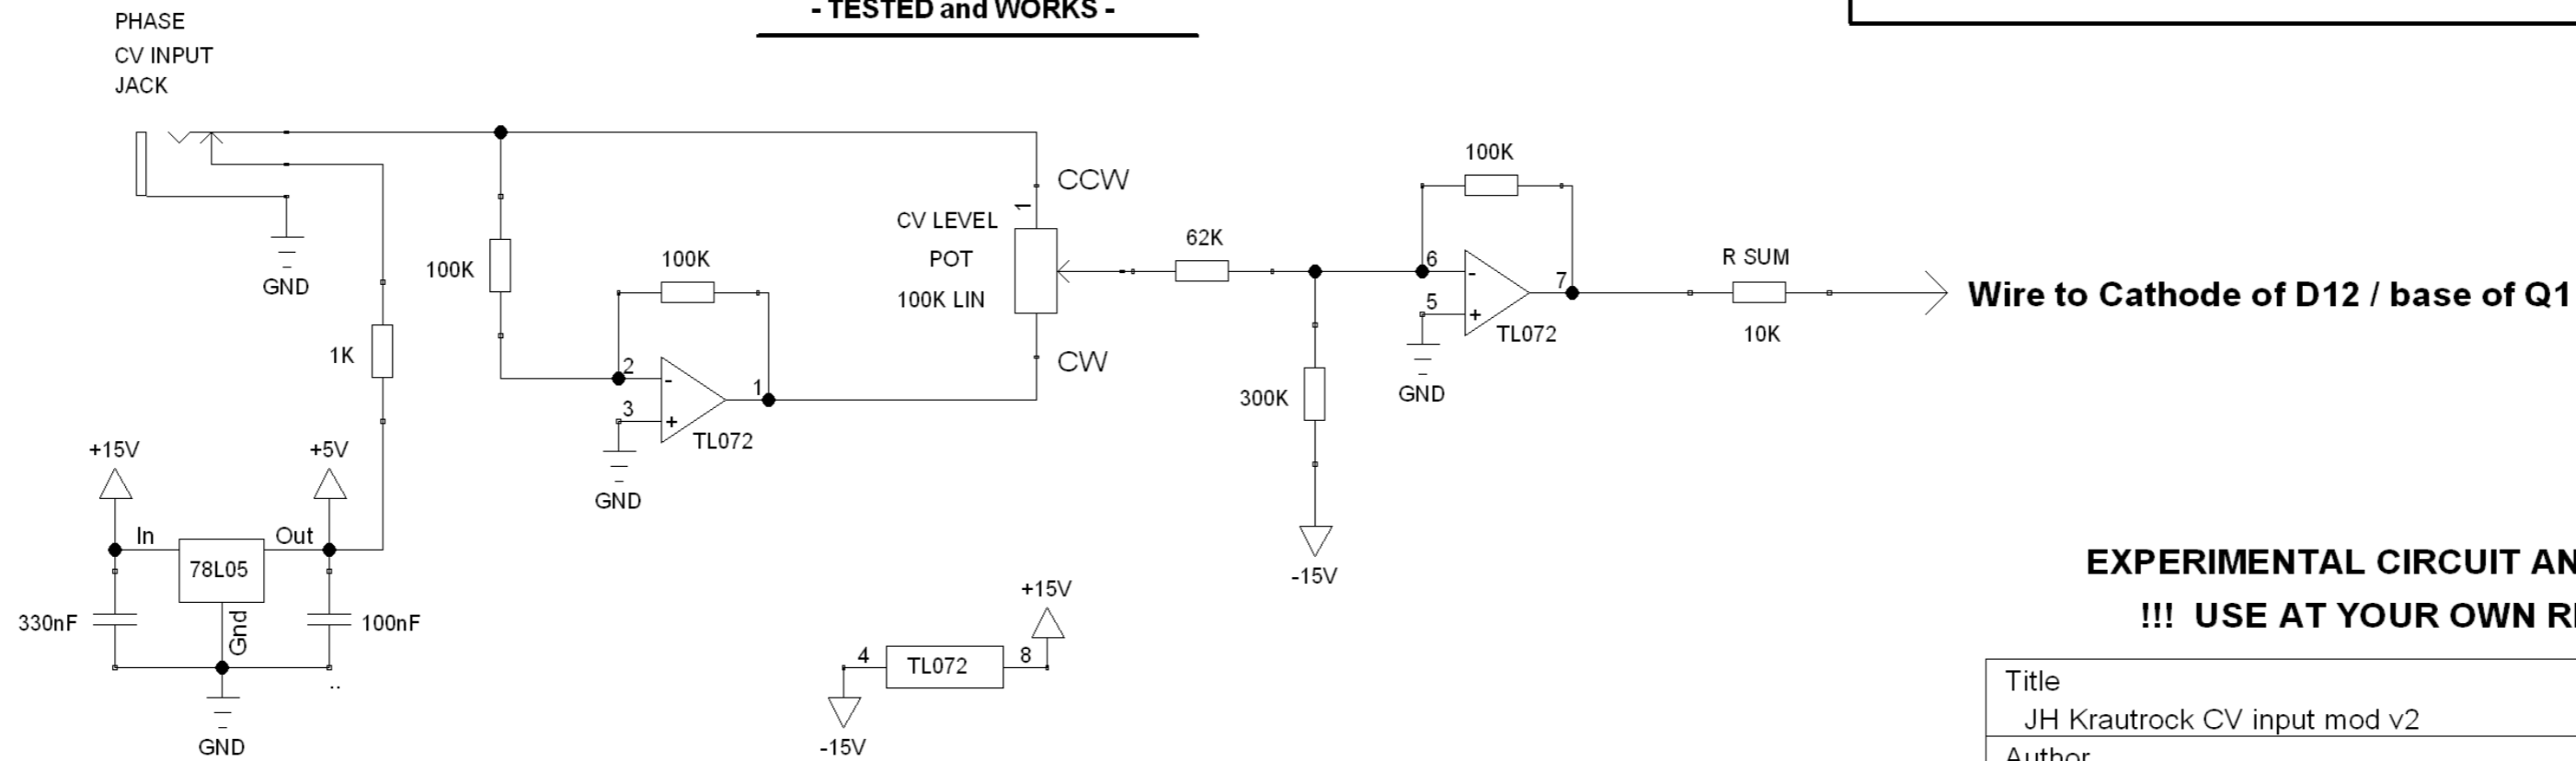 - TESTED and WORKS -
PHASE
CV INPUT
JACK
GND
100K
1K
+15V
+5V
In
Out
78L05
Gnd
330nF
100nF
..
GND
100K
2
-
3
+
1
TL072
GND
CCW
1
CV LEVEL
POT
100K LIN
CW
62K
300K
-15V
100K
6
-
5
+
7
TL072
GND
R SUM
10K
Wire to Cathode of D12 / base of Q1
+15V
4
TL072
8
-15V
EXPERIMENTAL CIRCUIT AN
!!! USE AT YOUR OWN R
Title
JH Krautrock CV input mod v2
Author